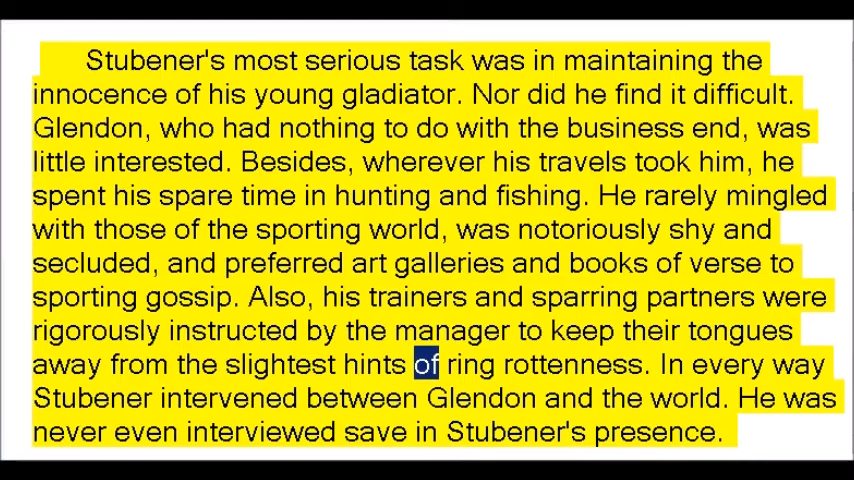 Stubener's most serious task was in maintaining the
innocence of his young gladiator. Nor did he find it difficult.
Glendon, who had nothing to do with the business end, was
little interested. Besides, wherever his travels took him, he
spent his spare time in hunting and fishing. He rarely mingled
with those of the sporting world, was notoriously shy and
secluded, and preferred art galleries and books of verse to
sporting gossip. Also, his trainers and sparring partners were
rigorously instructed by the manager to keep their tongues
away from the slightest hints of ring rottenness. In every way
Stubener intervened between Glendon and the world. He was
never even interviewed save in Stubener's presence.